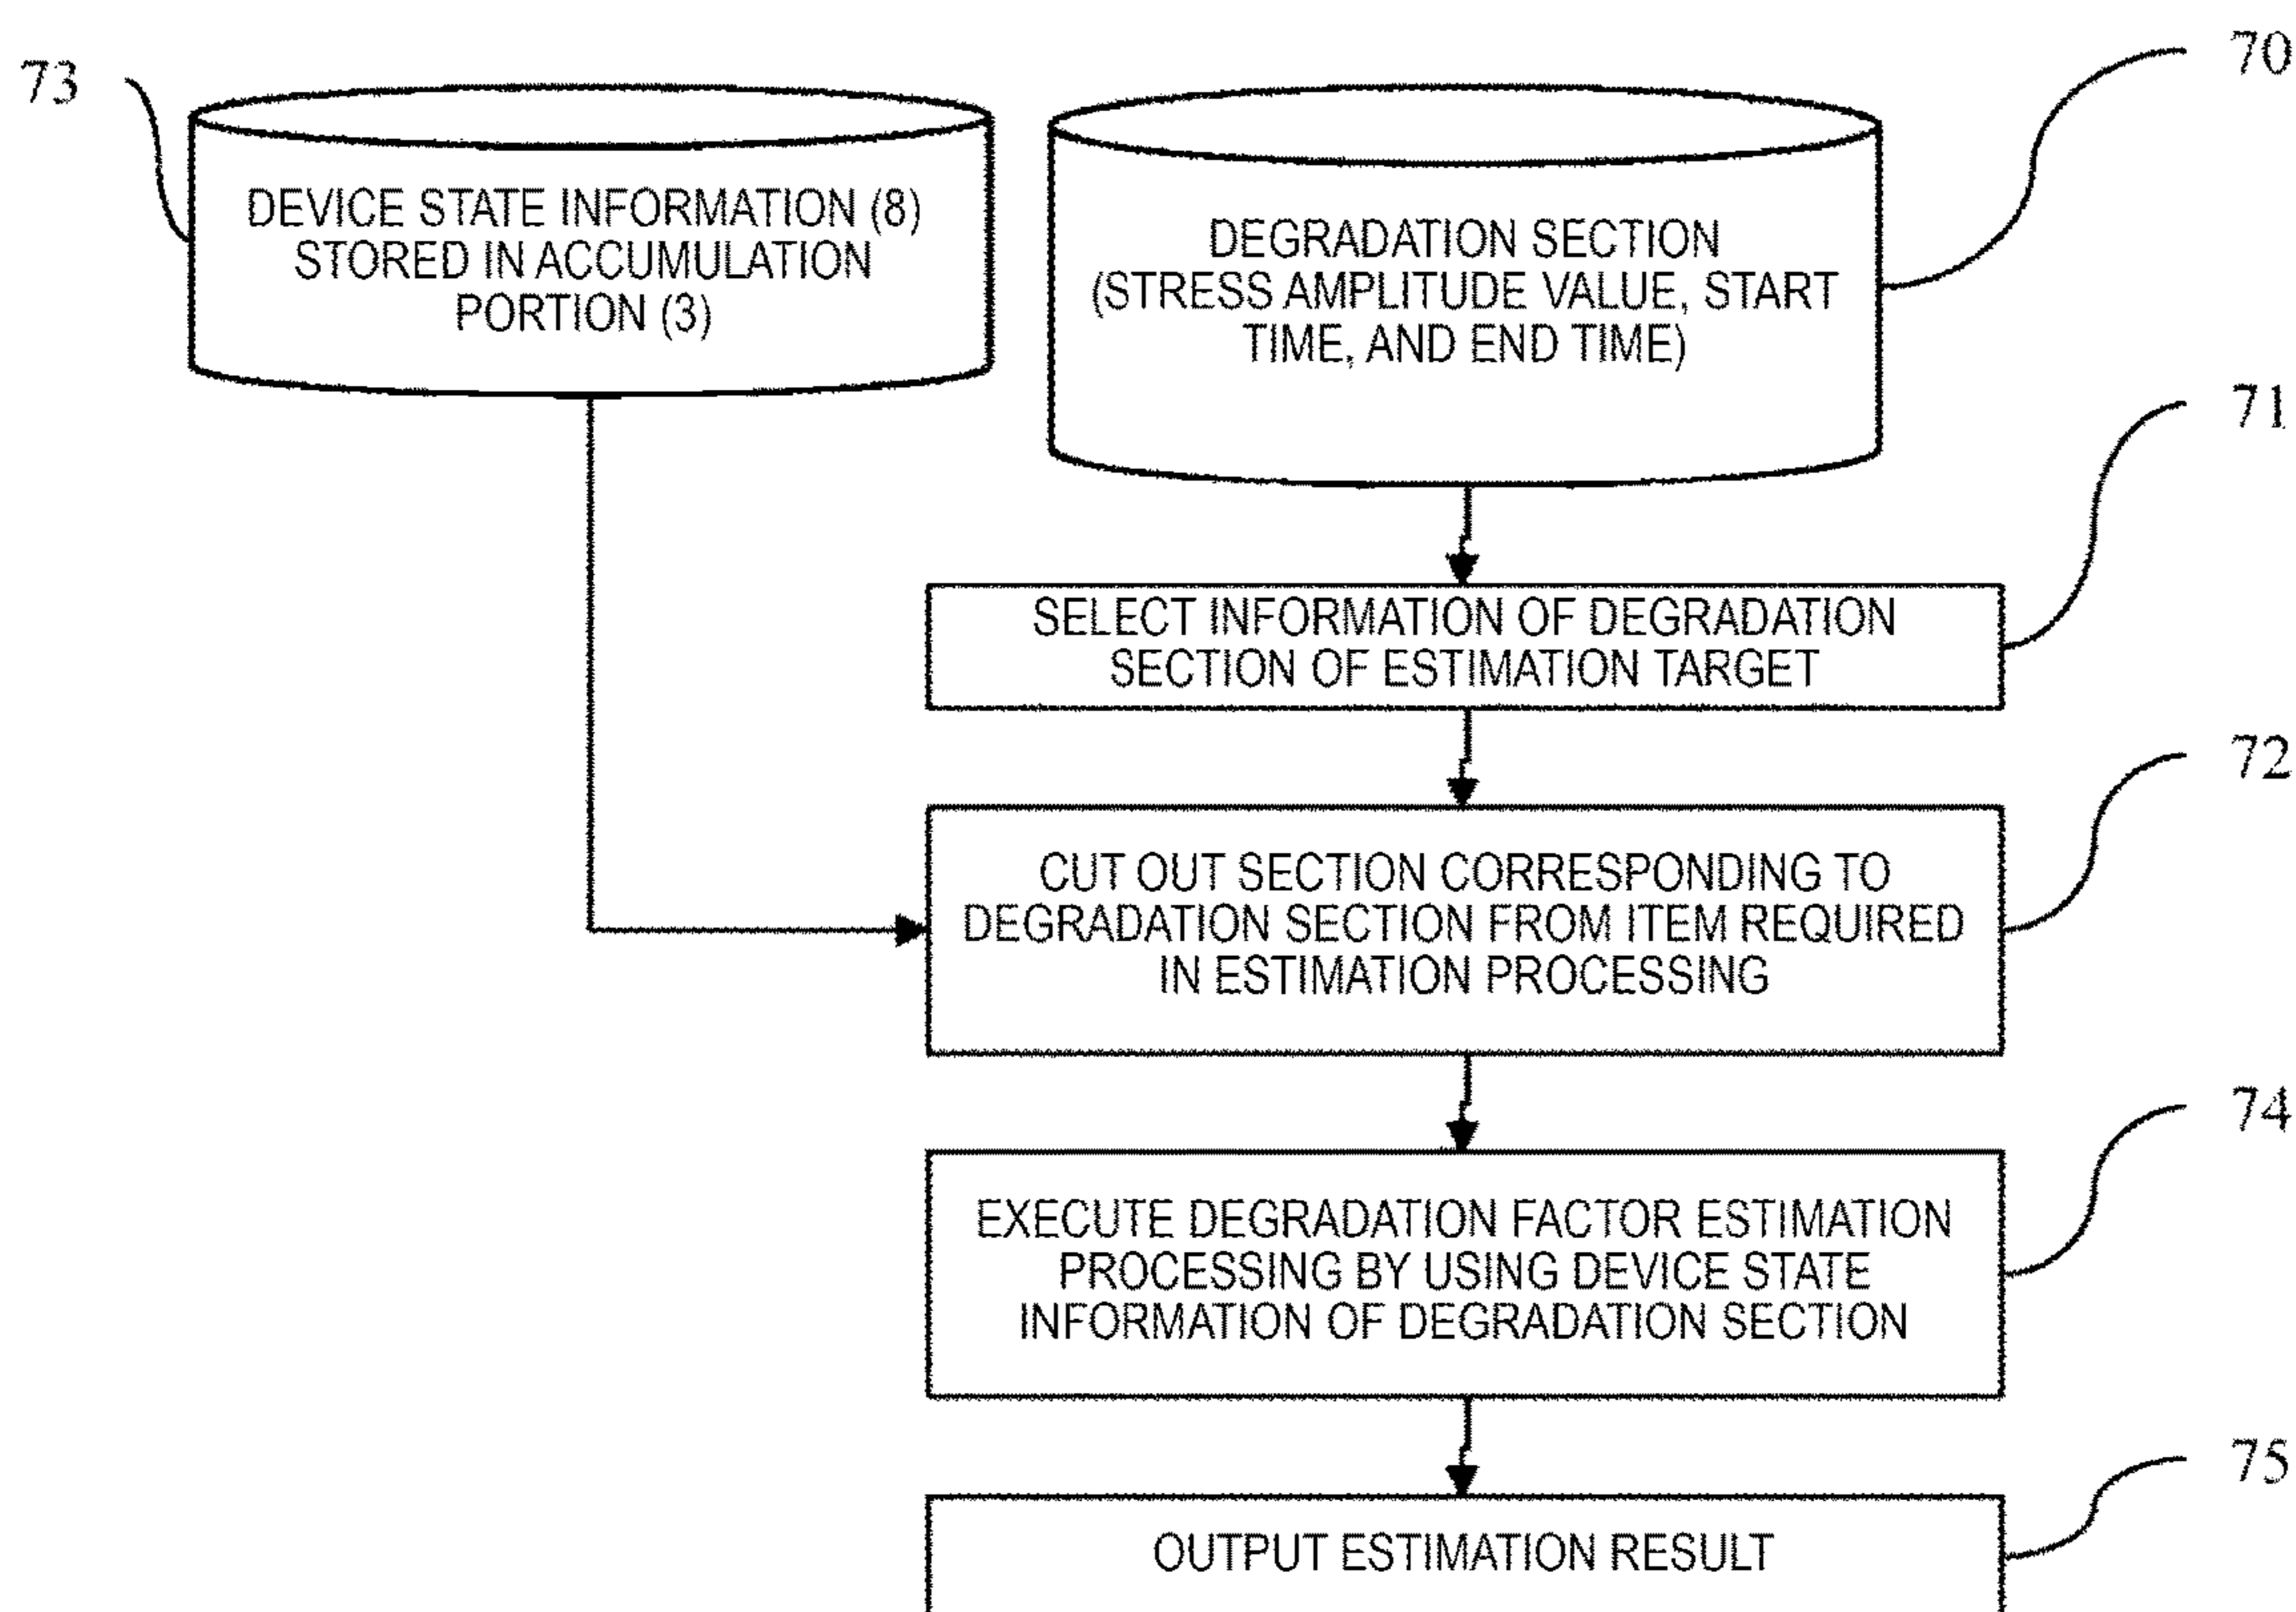 73
70
DEVICE STATE INFORMATION (8)
STORED IN ACCUMULATION
PORTION (3)
DEGRADATION SECTION
(STRESS AMPLITUDE VALUE, START
TIME, AND END TIME)
71
SELECT INFORMATION OF DEGRADATION
SECTION OF ESTIMATION TARGET
72
CUT OUT SECTION CORRESPONDING TO
DEGRADATION SECTION FROM ITEM REQUIRED
IN ESTIMATION PROCESSING
74
EXECUTE DEGRADATION FACTOR ESTIMATION
PROCESSING BY USING DEVICE STATE
INFORMATION OF DEGRADATION SECTION
75
OUTPUT ESTIMATION RESULT